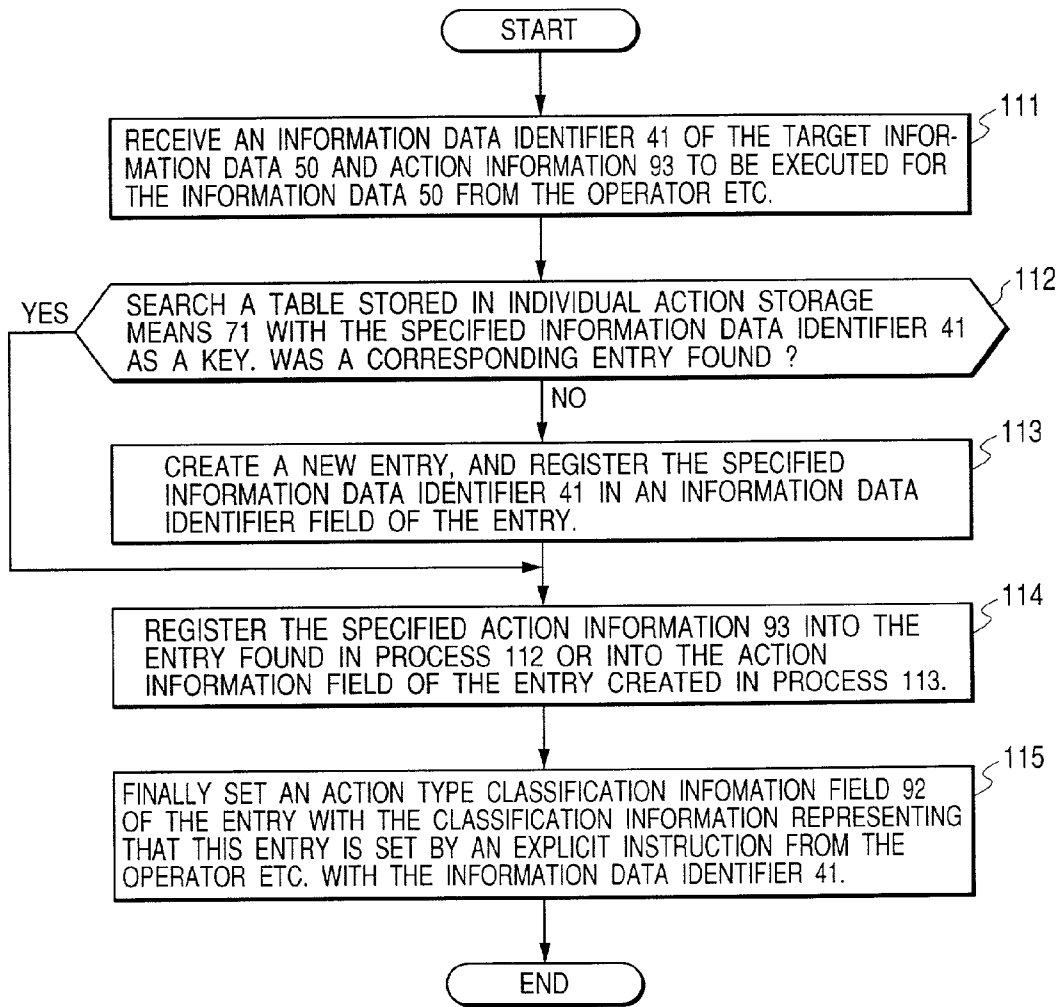 START
111
RECEIVE AN INFORMATION DATA IDENTIFIER 41 OF THE TARGET INFOR-
MATION DATA 50 AND ACTION INFORMATION 93 TO BE EXECUTED FOR
THE INFORMATION DATA 50 FROM THE OPERATOR ETC.
112
YES
SEARCH A TABLE STORED IN INDIVIDUAL ACTION STORAGE
MEANS 71 WITH THE SPECIFIED INFORMATION DATA IDENTIFIER 41
AS A KEY. WAS A CORRESPONDING ENTRY FOUND ?
NO
113
CREATE A NEW ENTRY, AND REGISTER THE SPECIFIED
INFORMATION DATA IDENTIFIER 41 IN AN INFORMATION DATA
IDENTIFIER FIELD OF THE ENTRY.
114
REGISTER THE SPECIFIED ACTION INFORMATION 93 INTO THE
ENTRY FOUND IN PROCESS 112 OR INTO THE ACTION
INFORMATION FIELD OF THE ENTRY CREATED IN PROCESS 113.
115
FINALLY SET AN ACTION TYPE CLASSIFICATION INFOMATION FIELD 92
OF THE ENTRY WITH THE CLASSIFICATION INFORMATION REPRESENTING
THAT THIS ENTRY IS SET BY AN EXPLICIT INSTRUCTION FROM THE
OPERATOR ETC. WITH THE INFORMATION DATA IDENTIFIER 41.
END